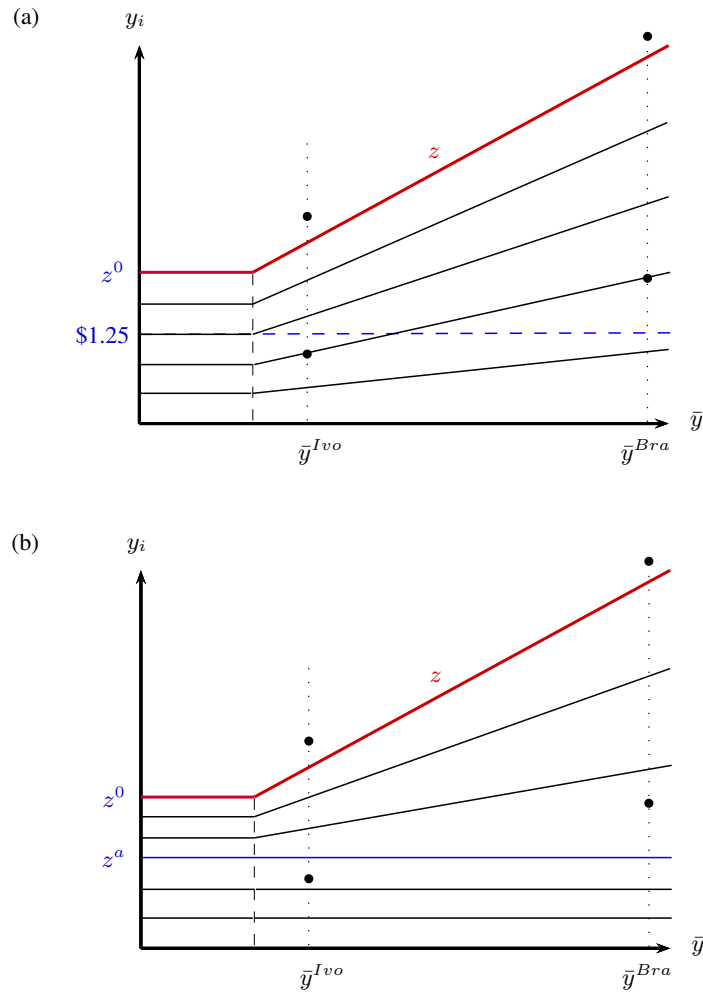 (a)
y_i
z
z^0
$1.25
ȳ
ȳ^{Ivo}
ȳ^{Bra}
(b)
y_i
z
z^0
z^a
ȳ
ȳ^{Ivo}
ȳ^{Bra}